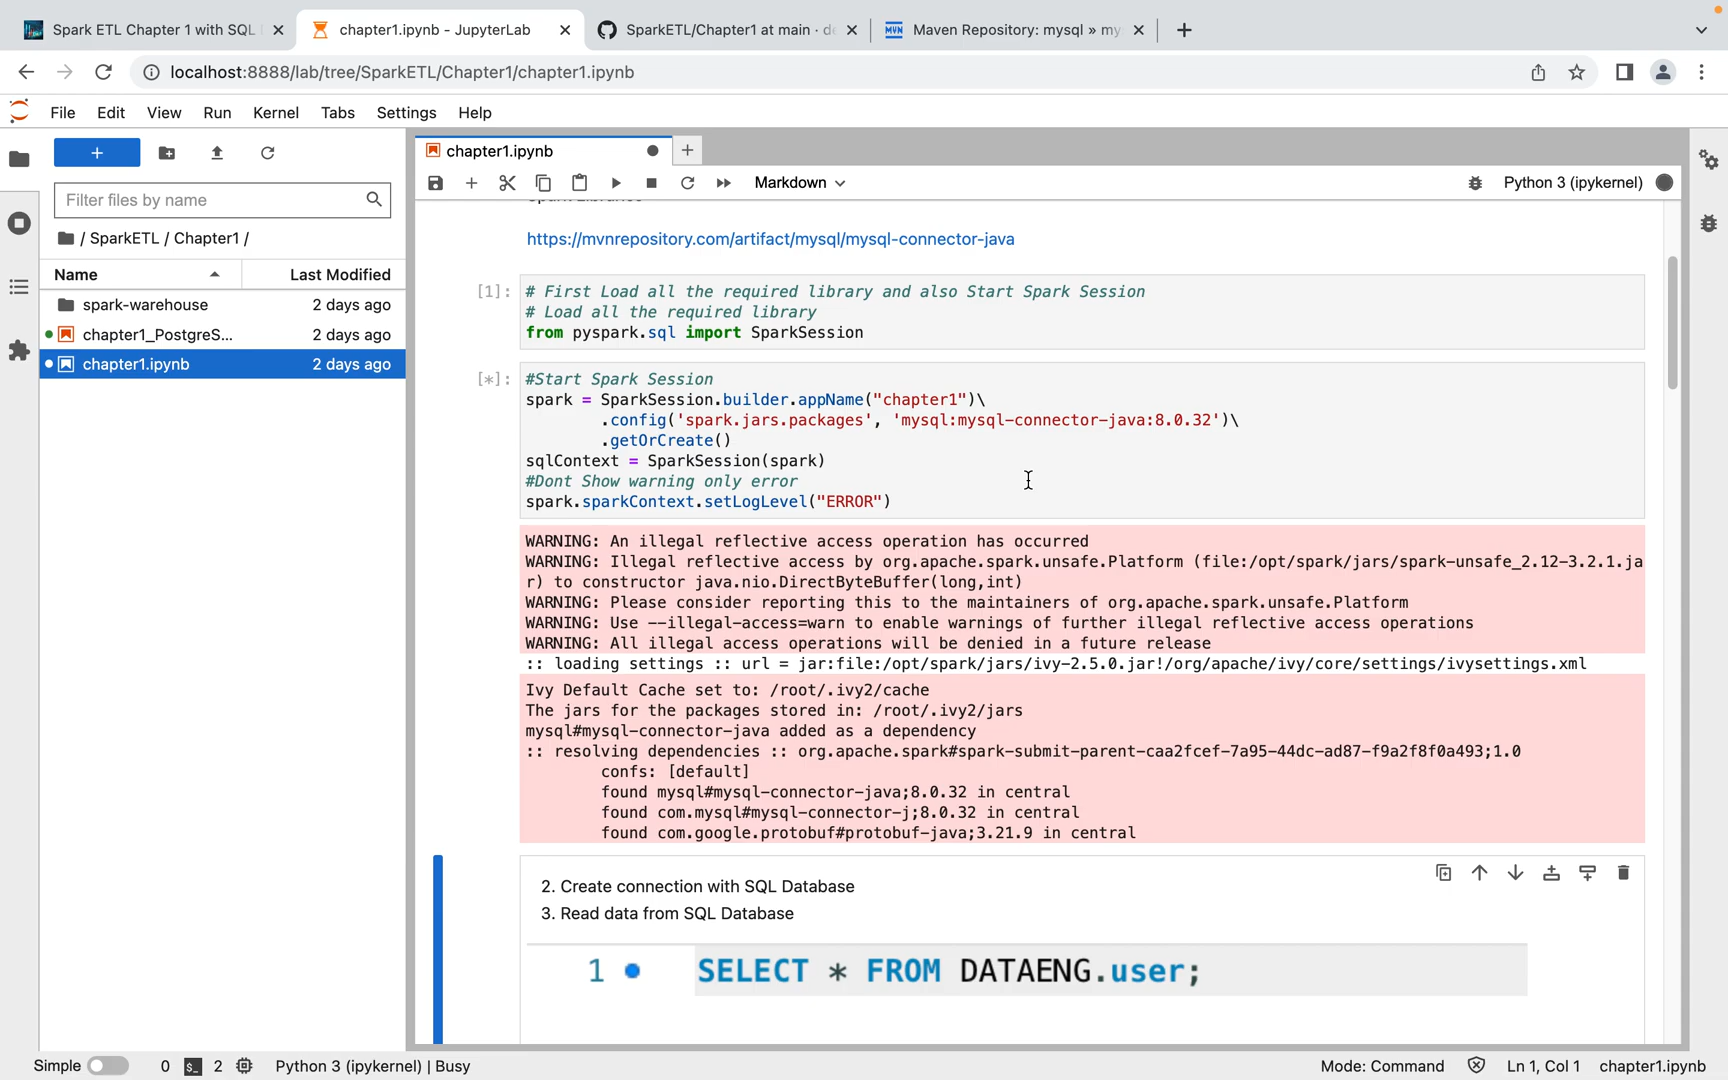 Spark ETL Chapter 1 with SQL
chapter1.ipynb - JupyterLab
SparkETL/Chapter1 at main · de
Maven Repository: mysql » my
localhost:8888/lab/tree/SparkETL/Chapter1/chapter1.ipynb
File Edit View Run Kernel Tabs Settings Help
chapter1.ipynb
Filter files by name
Markdown
Python 3 (ipykernel)
/ SparkETL / Chapter1 /
Name Last Modified
spark-warehouse 2 days ago
chapter1_PostgreS... 2 days ago
chapter1.ipynb 2 days ago
Spark Libraries
https://mvnrepository.com/artifact/mysql/mysql-connector-java
[1]: # First Load all the required library and also Start Spark Session
# Load all the required library
from pyspark.sql import SparkSession
[*]: #Start Spark Session
spark = SparkSession.builder.appName("chapter1")\
.config('spark.jars.packages', 'mysql:mysql-connector-java:8.0.32')\
.getOrCreate()
sqlContext = SparkSession(spark)
#Dont Show warning only error
spark.sparkContext.setLogLevel("ERROR")
WARNING: An illegal reflective access operation has occurred
WARNING: Illegal reflective access by org.apache.spark.unsafe.Platform (file:/opt/spark/jars/spark-unsafe_2.12-3.2.1.ja
r) to constructor java.nio.DirectByteBuffer(long,int)
WARNING: Please consider reporting this to the maintainers of org.apache.spark.unsafe.Platform
WARNING: Use --illegal-access=warn to enable warnings of further illegal reflective access operations
WARNING: All illegal access operations will be denied in a future release
:: loading settings :: url = jar:file:/opt/spark/jars/ivy-2.5.0.jar!/org/apache/ivy/core/settings/ivysettings.xml
Ivy Default Cache set to: /root/.ivy2/cache
The jars for the packages stored in: /root/.ivy2/jars
mysql#mysql-connector-java added as a dependency
:: resolving dependencies :: org.apache.spark#spark-submit-parent-caa2fcef-7a95-44dc-ad87-f9a2f8f0a493;1.0
confs: [default]
found mysql#mysql-connector-java;8.0.32 in central
found com.mysql#mysql-connector-j;8.0.32 in central
found com.google.protobuf#protobuf-java;3.21.9 in central
2. Create connection with SQL Database
3. Read data from SQL Database
1 SELECT * FROM DATAENG.user;
Simple 0 2 Python 3 (ipykernel) | Busy Mode: Command Ln 1, Col 1 chapter1.ipynb